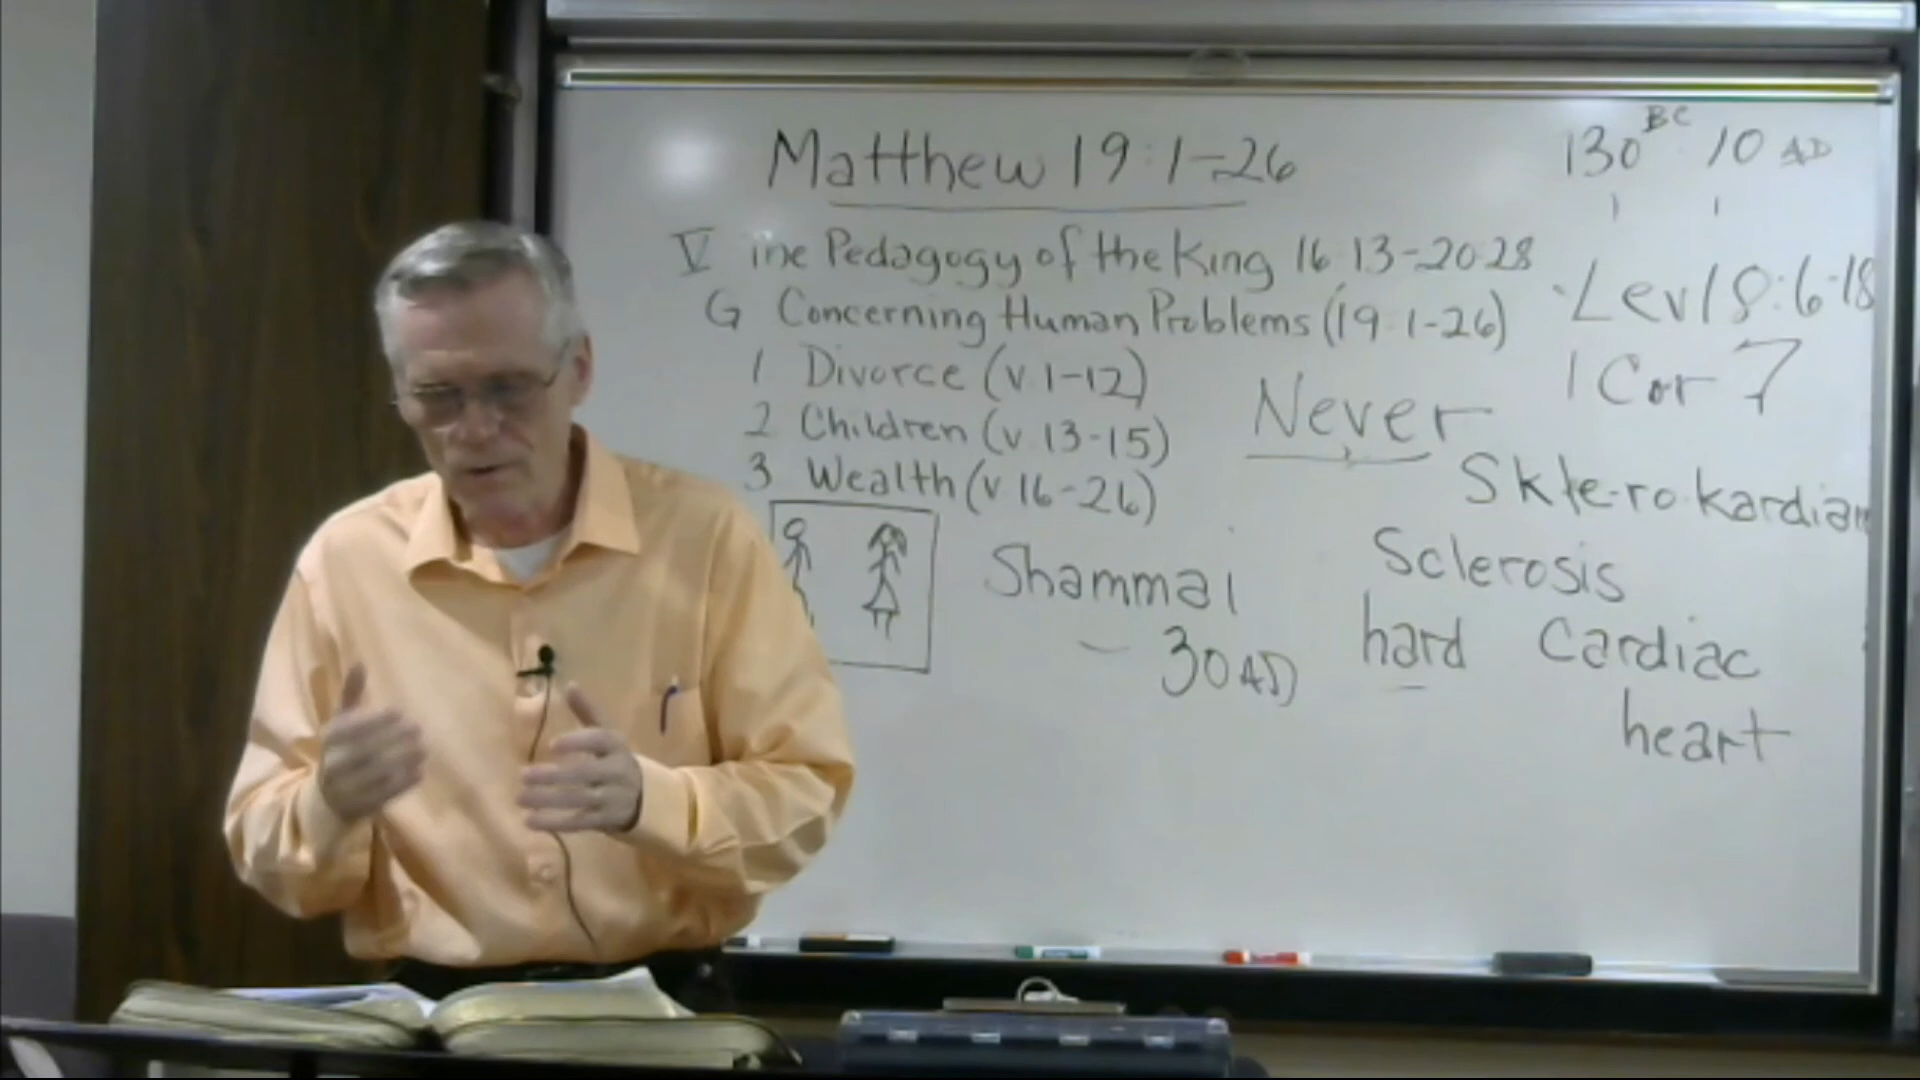 Matthew 19:1-26
V ine Pedagogy of the King 16 13-20 28
G Concerning Human Problems (19:1-26)
1 Divorce (v 1-12)
2 Children (v 13-15)
3 Wealth (v 16-26)
Shammai
30 AD
130 BC 10 AD
Lev 18:6-18
1 Cor 7
Never
Skle-ro-kardian
Sclerosis
hard cardiac
heart